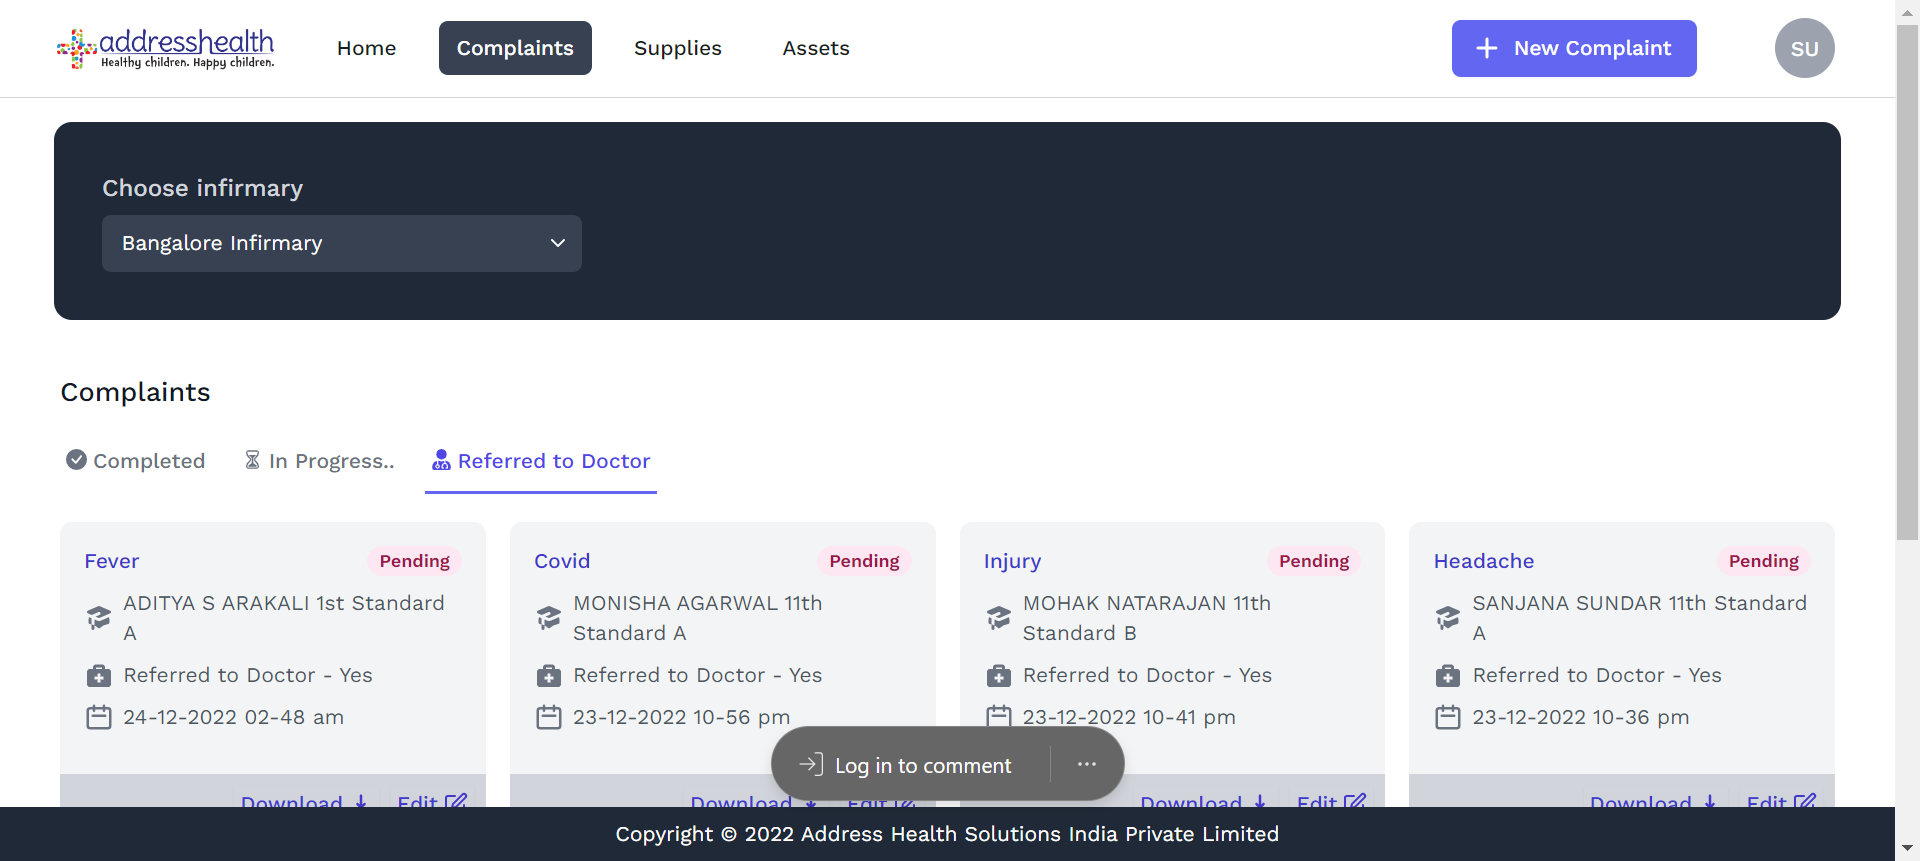 addresshealth
Healthy children. Happy children.
Home
Complaints
Supplies
Assets
New Complaint
SU
Choose infirmary
Bangalore Infirmary
Complaints
Completed
In Progress..
Referred to Doctor
Fever
Pending
ADITYA S ARAKALI 1st Standard
A
Referred to Doctor - Yes
24-12-2022 02-48 am
Download
Edit
Covid
Pending
MONISHA AGARWAL 11th
Standard A
Referred to Doctor - Yes
23-12-2022 10-56 pm
Download
Edit
Injury
Pending
MOHAK NATARAJAN 11th
Standard B
Referred to Doctor - Yes
23-12-2022 10-41 pm
Download
Edit
Headache
Pending
SANJANA SUNDAR 11th Standard
A
Referred to Doctor - Yes
23-12-2022 10-36 pm
Download
Edit
Log in to comment
Copyright © 2022 Address Health Solutions India Private Limited